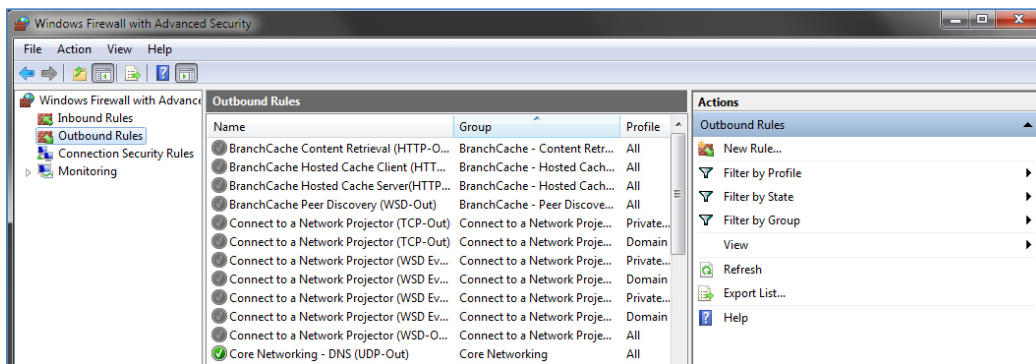 Windows Firewall with Advanced Security
File Action View Help
Windows Firewall with Advance
Inbound Rules
Outbound Rules
Connection Security Rules
Monitoring
Outbound Rules
Name Group Profile
BranchCache Content Retrieval (HTTP-O... BranchCache - Content Retr... All
BranchCache Hosted Cache Client (HTT... BranchCache - Hosted Cach... All
BranchCache Hosted Cache Server(HTTP... BranchCache - Hosted Cach... All
BranchCache Peer Discovery (WSD-Out) BranchCache - Peer Discove... All
Connect to a Network Projector (TCP-Out) Connect to a Network Proje... Private...
Connect to a Network Projector (TCP-Out) Connect to a Network Proje... Domain
Connect to a Network Projector (WSD Ev... Connect to a Network Proje... Private...
Connect to a Network Projector (WSD Ev... Connect to a Network Proje... Domain
Connect to a Network Projector (WSD Ev... Connect to a Network Proje... Private...
Connect to a Network Projector (WSD Ev... Connect to a Network Proje... Domain
Connect to a Network Projector (WSD-O... Connect to a Network Proje... All
Core Networking - DNS (UDP-Out) Core Networking All
Actions
Outbound Rules
New Rule...
Filter by Profile
Filter by State
Filter by Group
View
Refresh
Export List...
Help